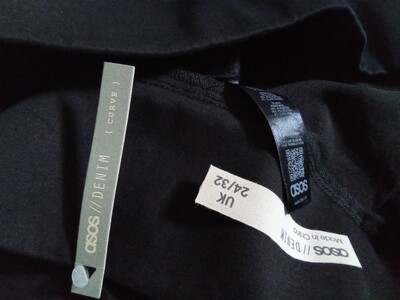 asos//DENIM
( CURVE )
UK
24/32
asos//DENIM
Made in China
asos